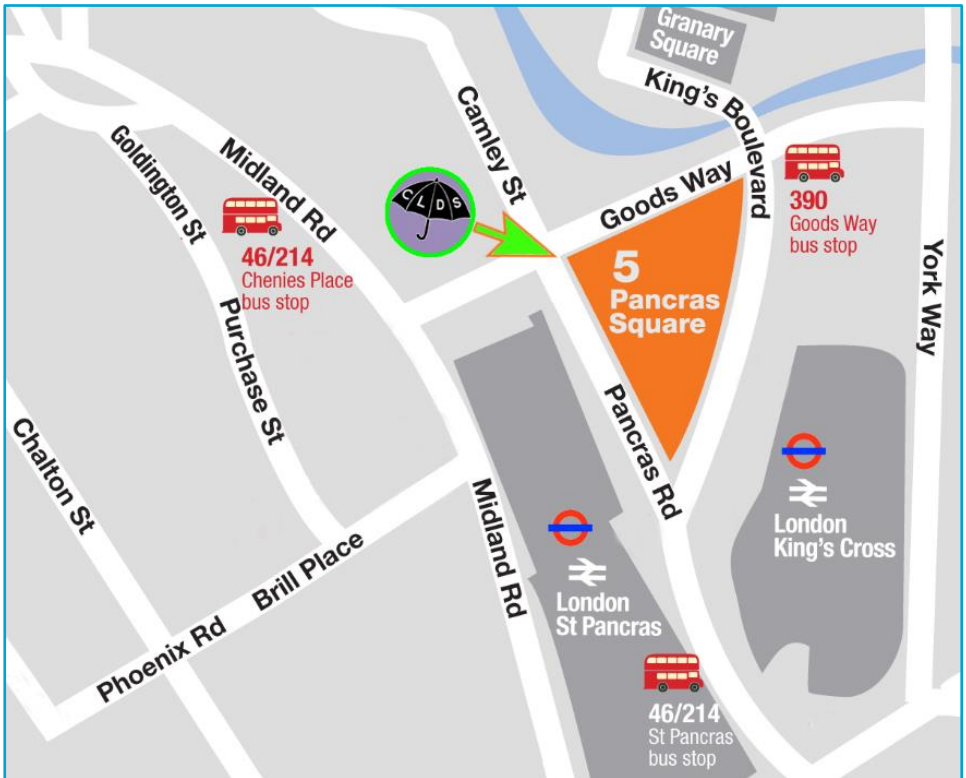 Granary
Square
King's Boulevard
Camley St
Goldington St
Midland Rd
CLDS
Goods Way
390
Goods Way
bus stop
46/214
Chenies Place
bus stop
5
Pancras
Square
York Way
Purchase St
Chalton St
Pancras Rd
Midland Rd
London
King's Cross
Brill Place
London
St Pancras
Phoenix Rd
46/214
St Pancras
bus stop